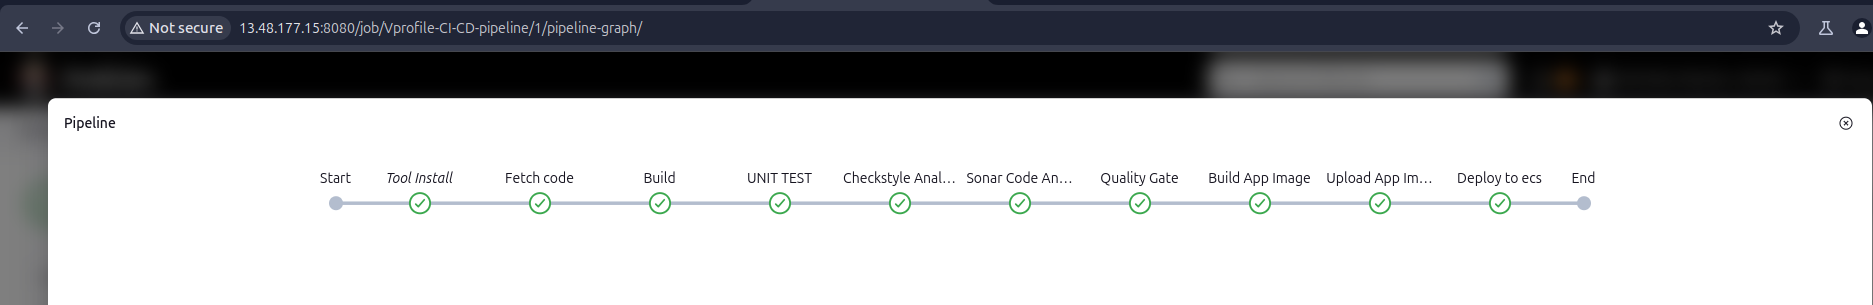 Not secure 13.48.177.15:8080/job/Vprofile-CI-CD-pipeline/1/pipeline-graph/
Pipeline
Start Tool Install Fetch code Build UNIT TEST Checkstyle Anal... Sonar Code An... Quality Gate Build App Image Upload App Im... Deploy to ecs End